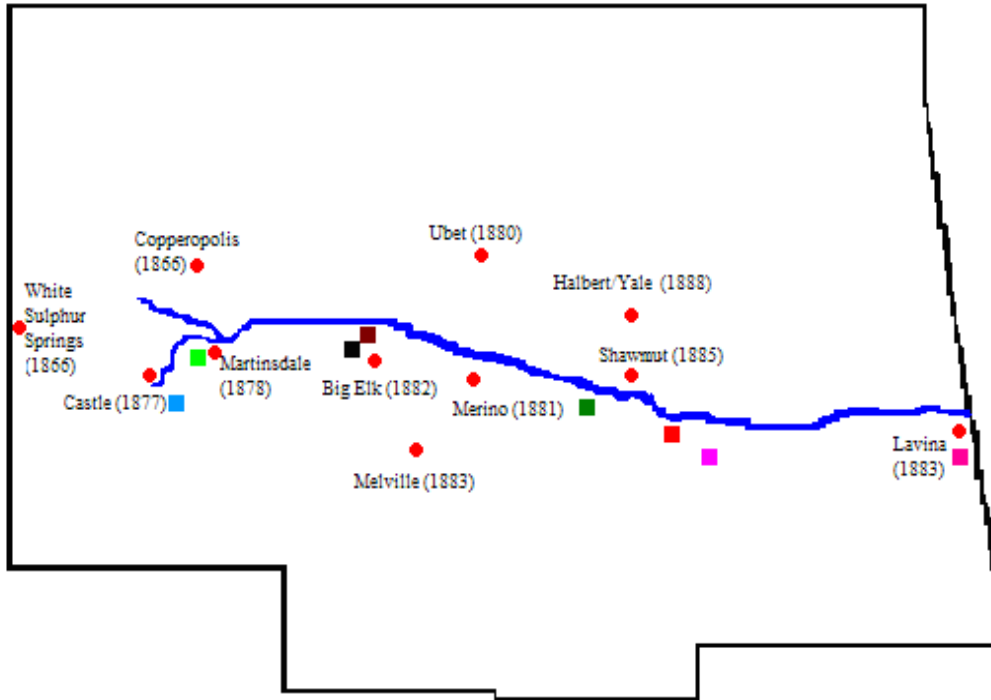 Ubet (1880)
Copperopolis
(1866)
Halbert/Yale (1888)
White
Sulphur
Springs
(1866)
Shawmut (1885)
Martinsdale
(1878)
Big Elk (1882)
Castle (1877)
Merino (1881)
Lavina
(1883)
Melville (1883)